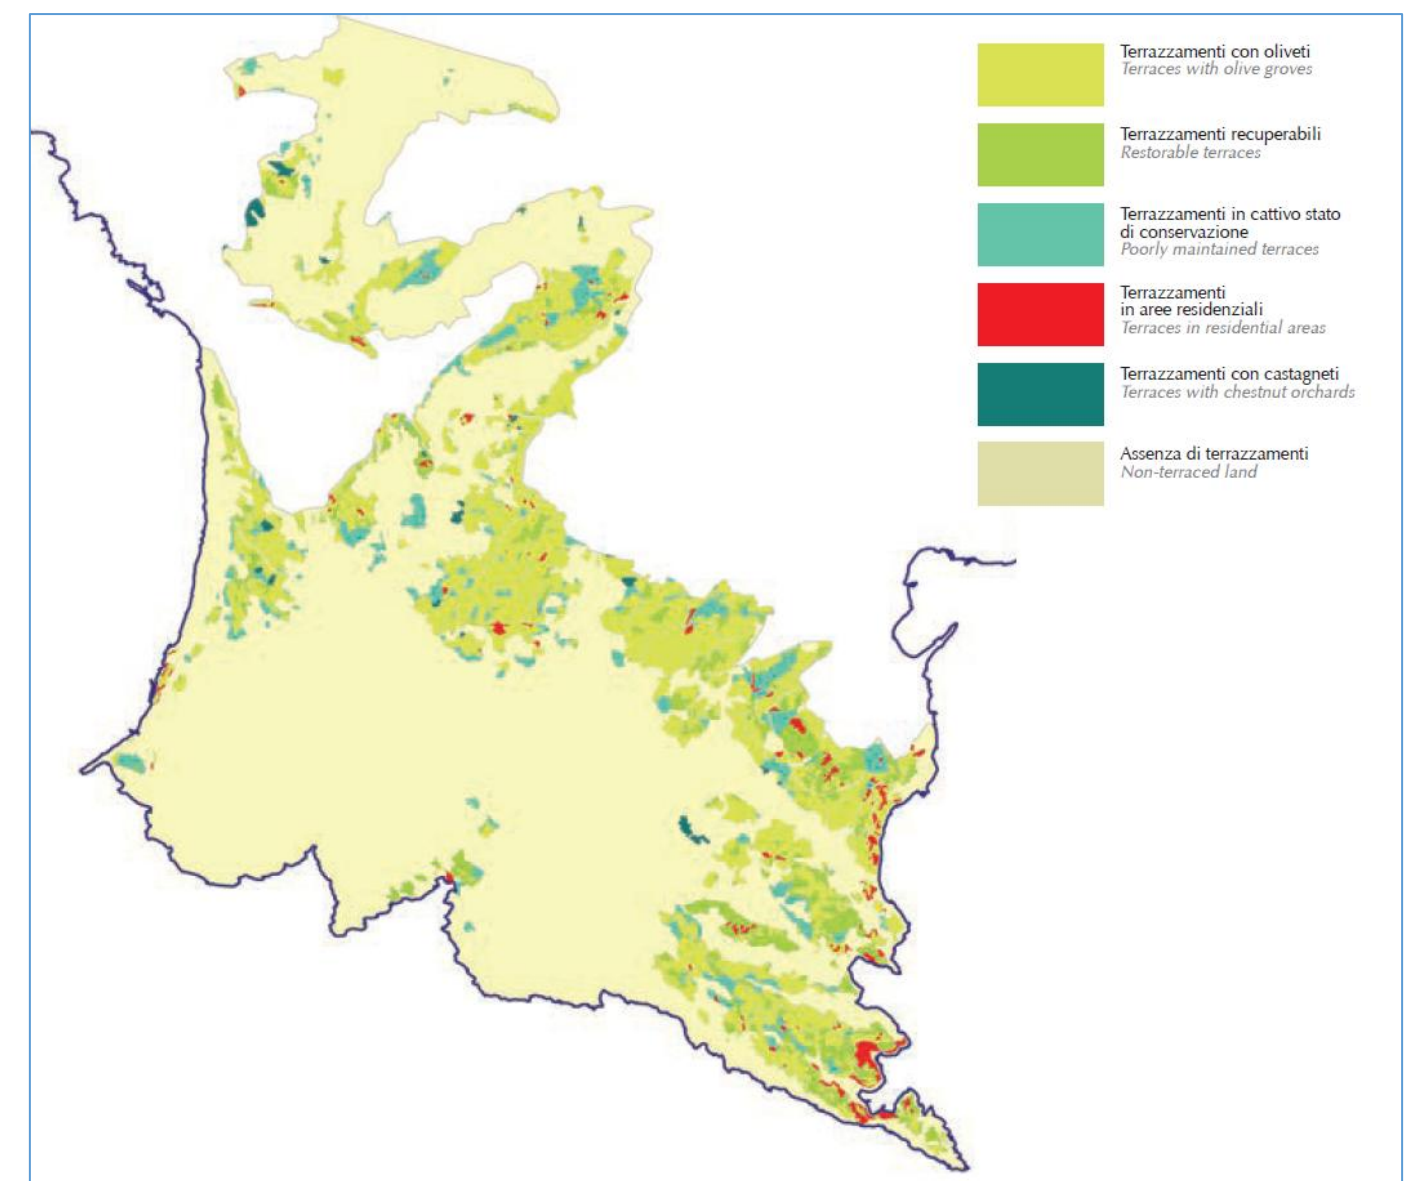 Terrazzamenti con oliveti
Terraces with olive groves
Terrazzamenti recuperabili
Restorable terraces
Terrazzamenti in cattivo stato
di conservazione
Poorly maintained terraces
Terrazzamenti
in aree residenziali
Terraces in residential areas
Terrazzamenti con castagneti
Terraces with chestnut orchards
Assenza di terrazzamenti
Non-terraced land